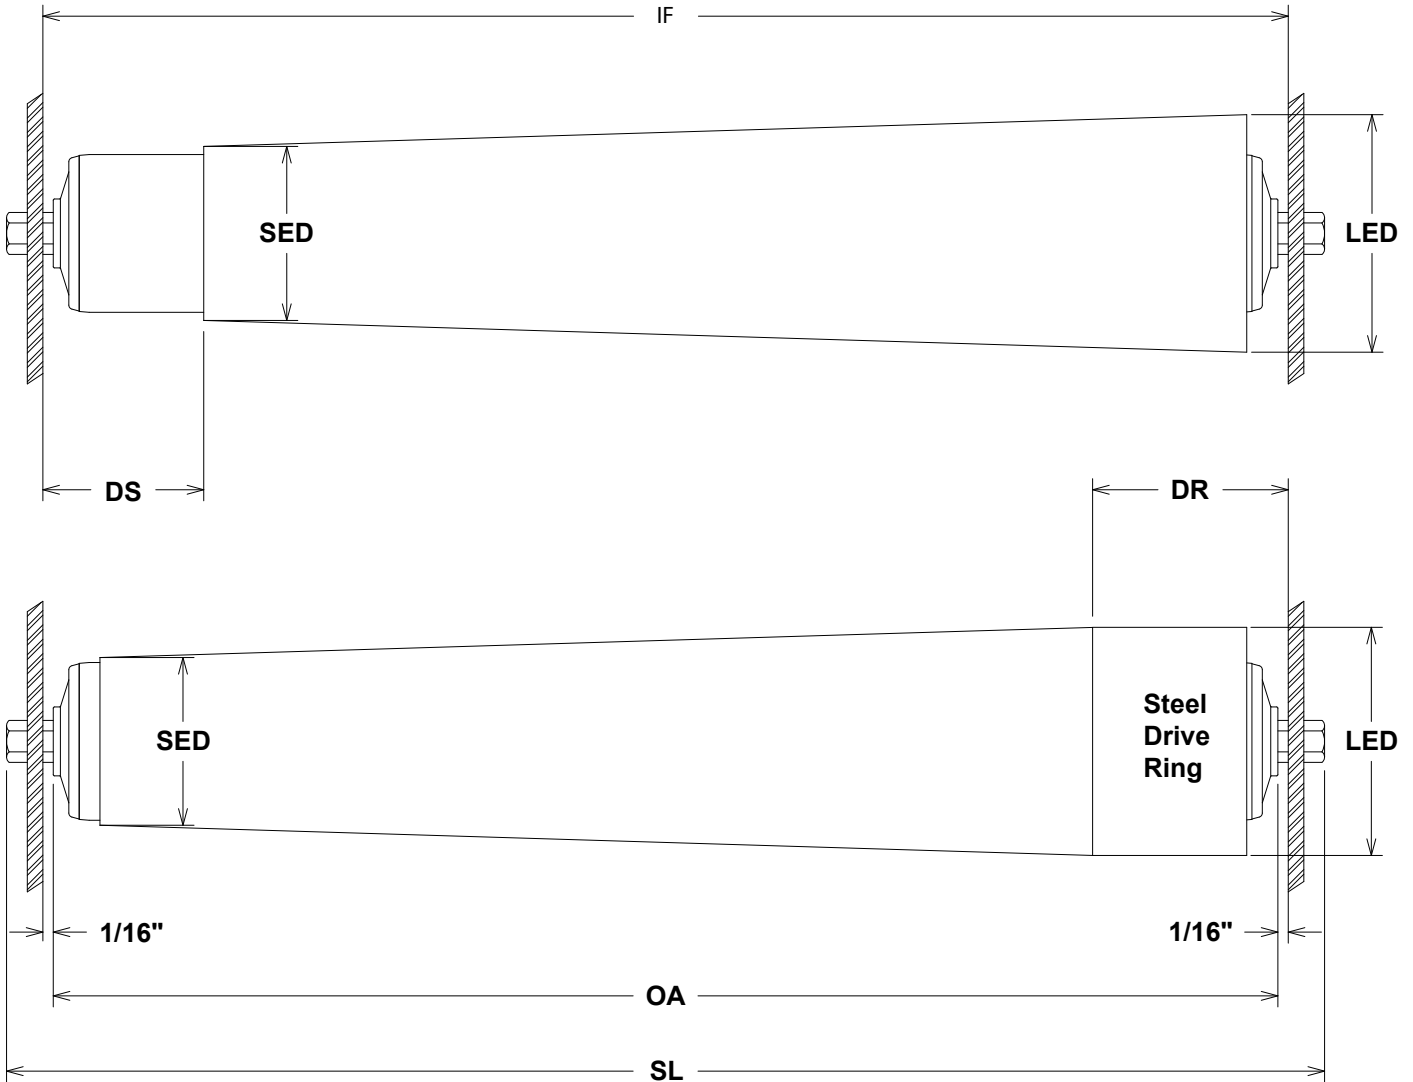 IF
SED
LED
DS
DR
SED
Steel
Drive
Ring
LED
1/16"
1/16"
OA
SL